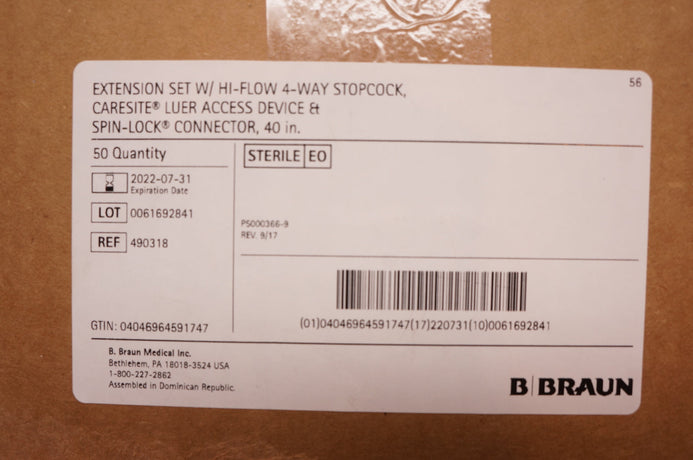 56
EXTENSION SET W/ HI-FLOW 4-WAY STOPCOCK,
CARESITE® LUER ACCESS DEVICE &
SPIN-LOCK® CONNECTOR, 40 in.
50 Quantity
STERILE EO
2022-07-31
Expiration Date
LOT 0061692841
REF 490318
P5000366-9
REV. 9/17
GTIN: 04046964591747
(01)04046964591747(17)220731(10)0061692841
B. Braun Medical Inc.
Bethlehem, PA 18018-3524 USA
1-800-227-2862
Assembled in Dominican Republic.
B BRAUN